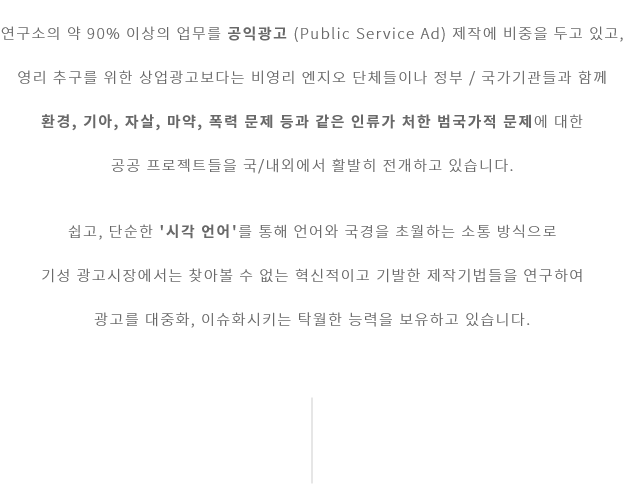 연구소의 약 90% 이상의 업무를 공익광고 (Public Service Ad) 제작에 비중을 두고 있고,
영리 추구를 위한 상업광고보다는 비영리 엔지오 단체들이나 정부 / 국가기관들과 함께
환경, 기아, 자살, 마약, 폭력 문제 등과 같은 인류가 처한 범국가적 문제에 대한
공공 프로젝트들을 국/내외에서 활발히 전개하고 있습니다.
쉽고, 단순한 '시각 언어'를 통해 언어와 국경을 초월하는 소통 방식으로
기성 광고시장에서는 찾아볼 수 없는 혁신적이고 기발한 제작기법들을 연구하여
광고를 대중화, 이슈화시키는 탁월한 능력을 보유하고 있습니다.